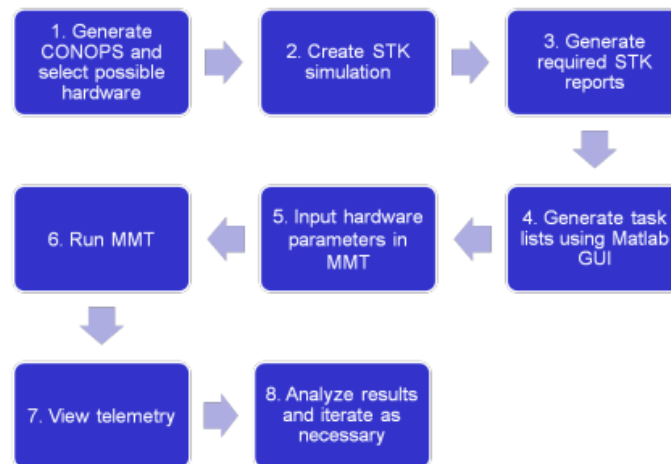 1. Generate
CONOPS and
select possible
hardware
2. Create STK
simulation
3. Generate
required STK
reports
4. Generate task
lists using Matlab
GUI
5. Input hardware
parameters in
MMT
6. Run MMT
7. View telemetry
8. Analyze results
and iterate as
necessary